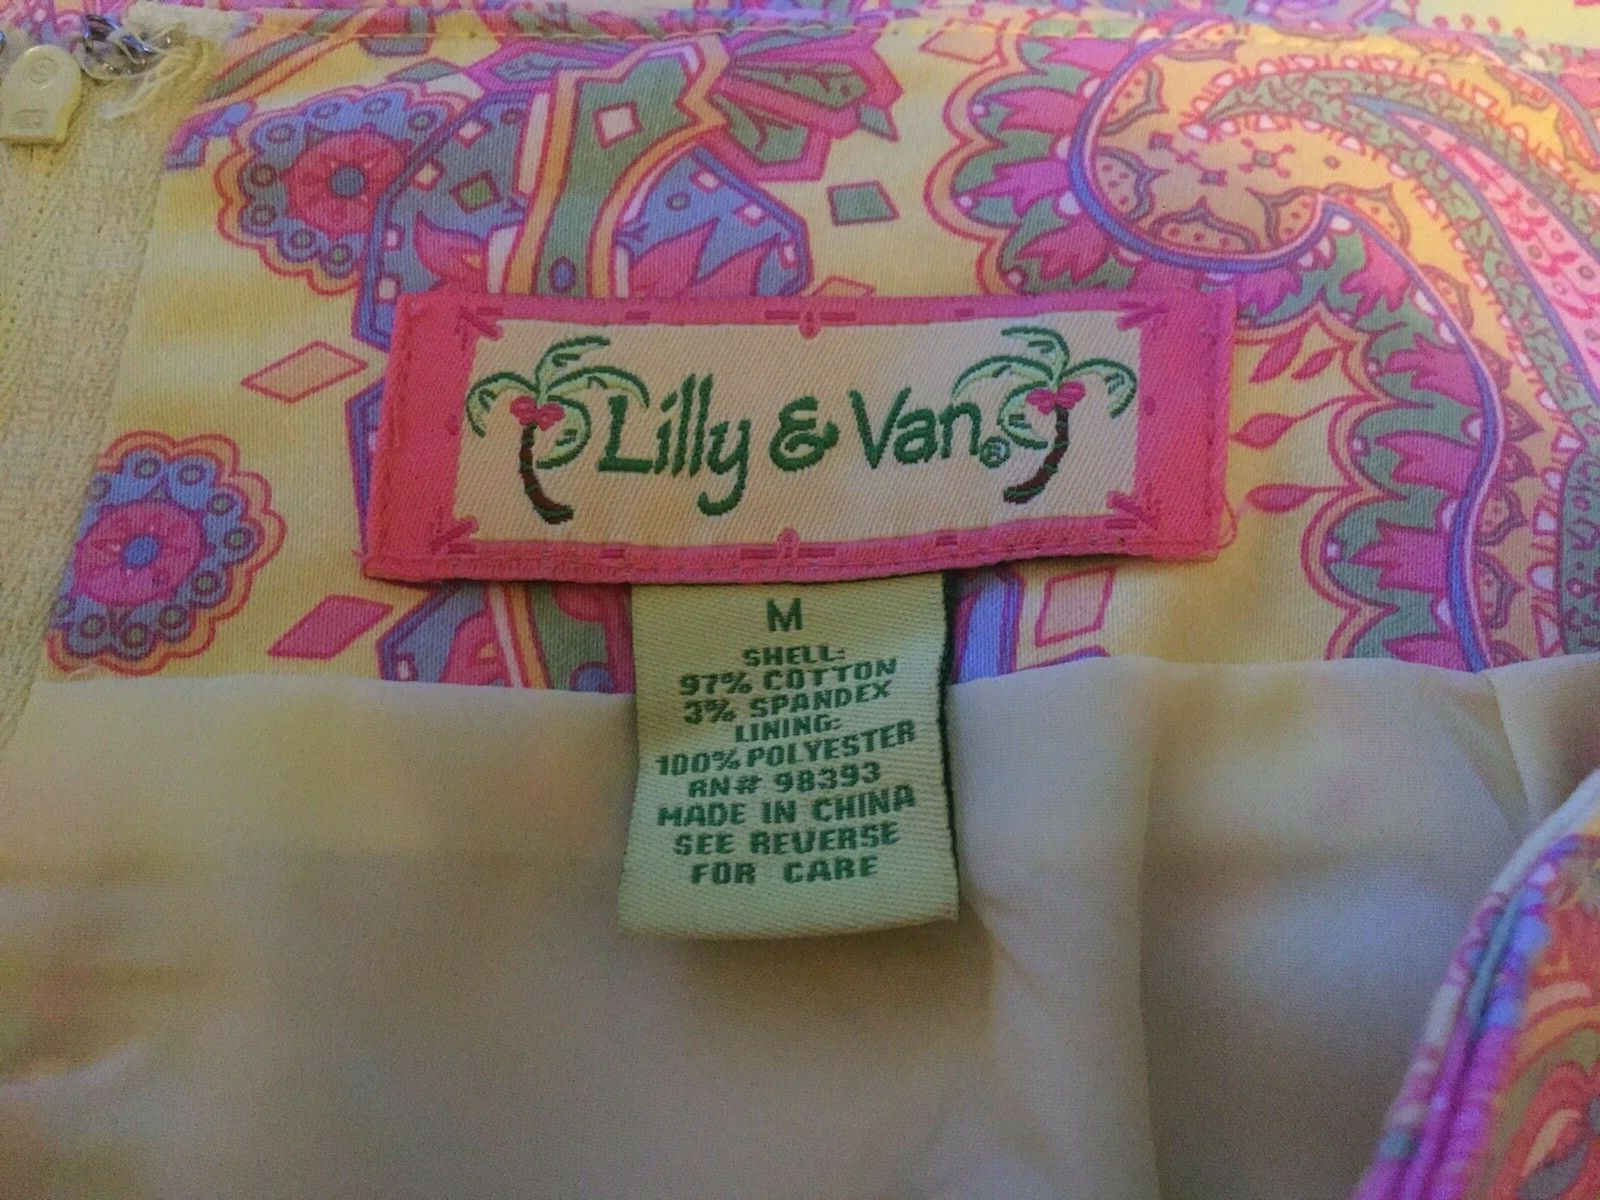 Lilly & Van®
M
SHELL:
97% COTTON
3% SPANDEX
LINING:
100% POLYESTER
RN# 98393
MADE IN CHINA
SEE REVERSE
FOR CARE